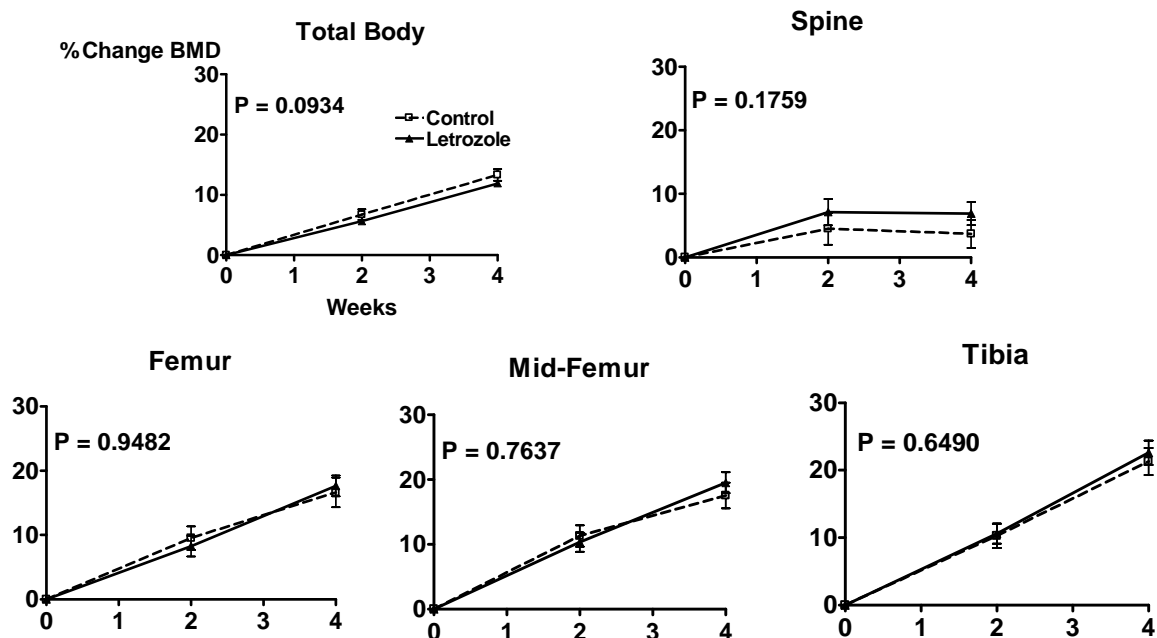 Total Body
%Change BMD
30
20
10
0
P = 0.0934
Control
Letrozole
0 1 2 3 4
Weeks
Spine
30
20
10
0
P = 0.1759
0 1 2 3 4
Femur
30
20
10
0
P = 0.9482
0 1 2 3 4
Mid-Femur
30
20
10
0
P = 0.7637
0 1 2 3 4
Tibia
30
20
10
0
P = 0.6490
0 1 2 3 4